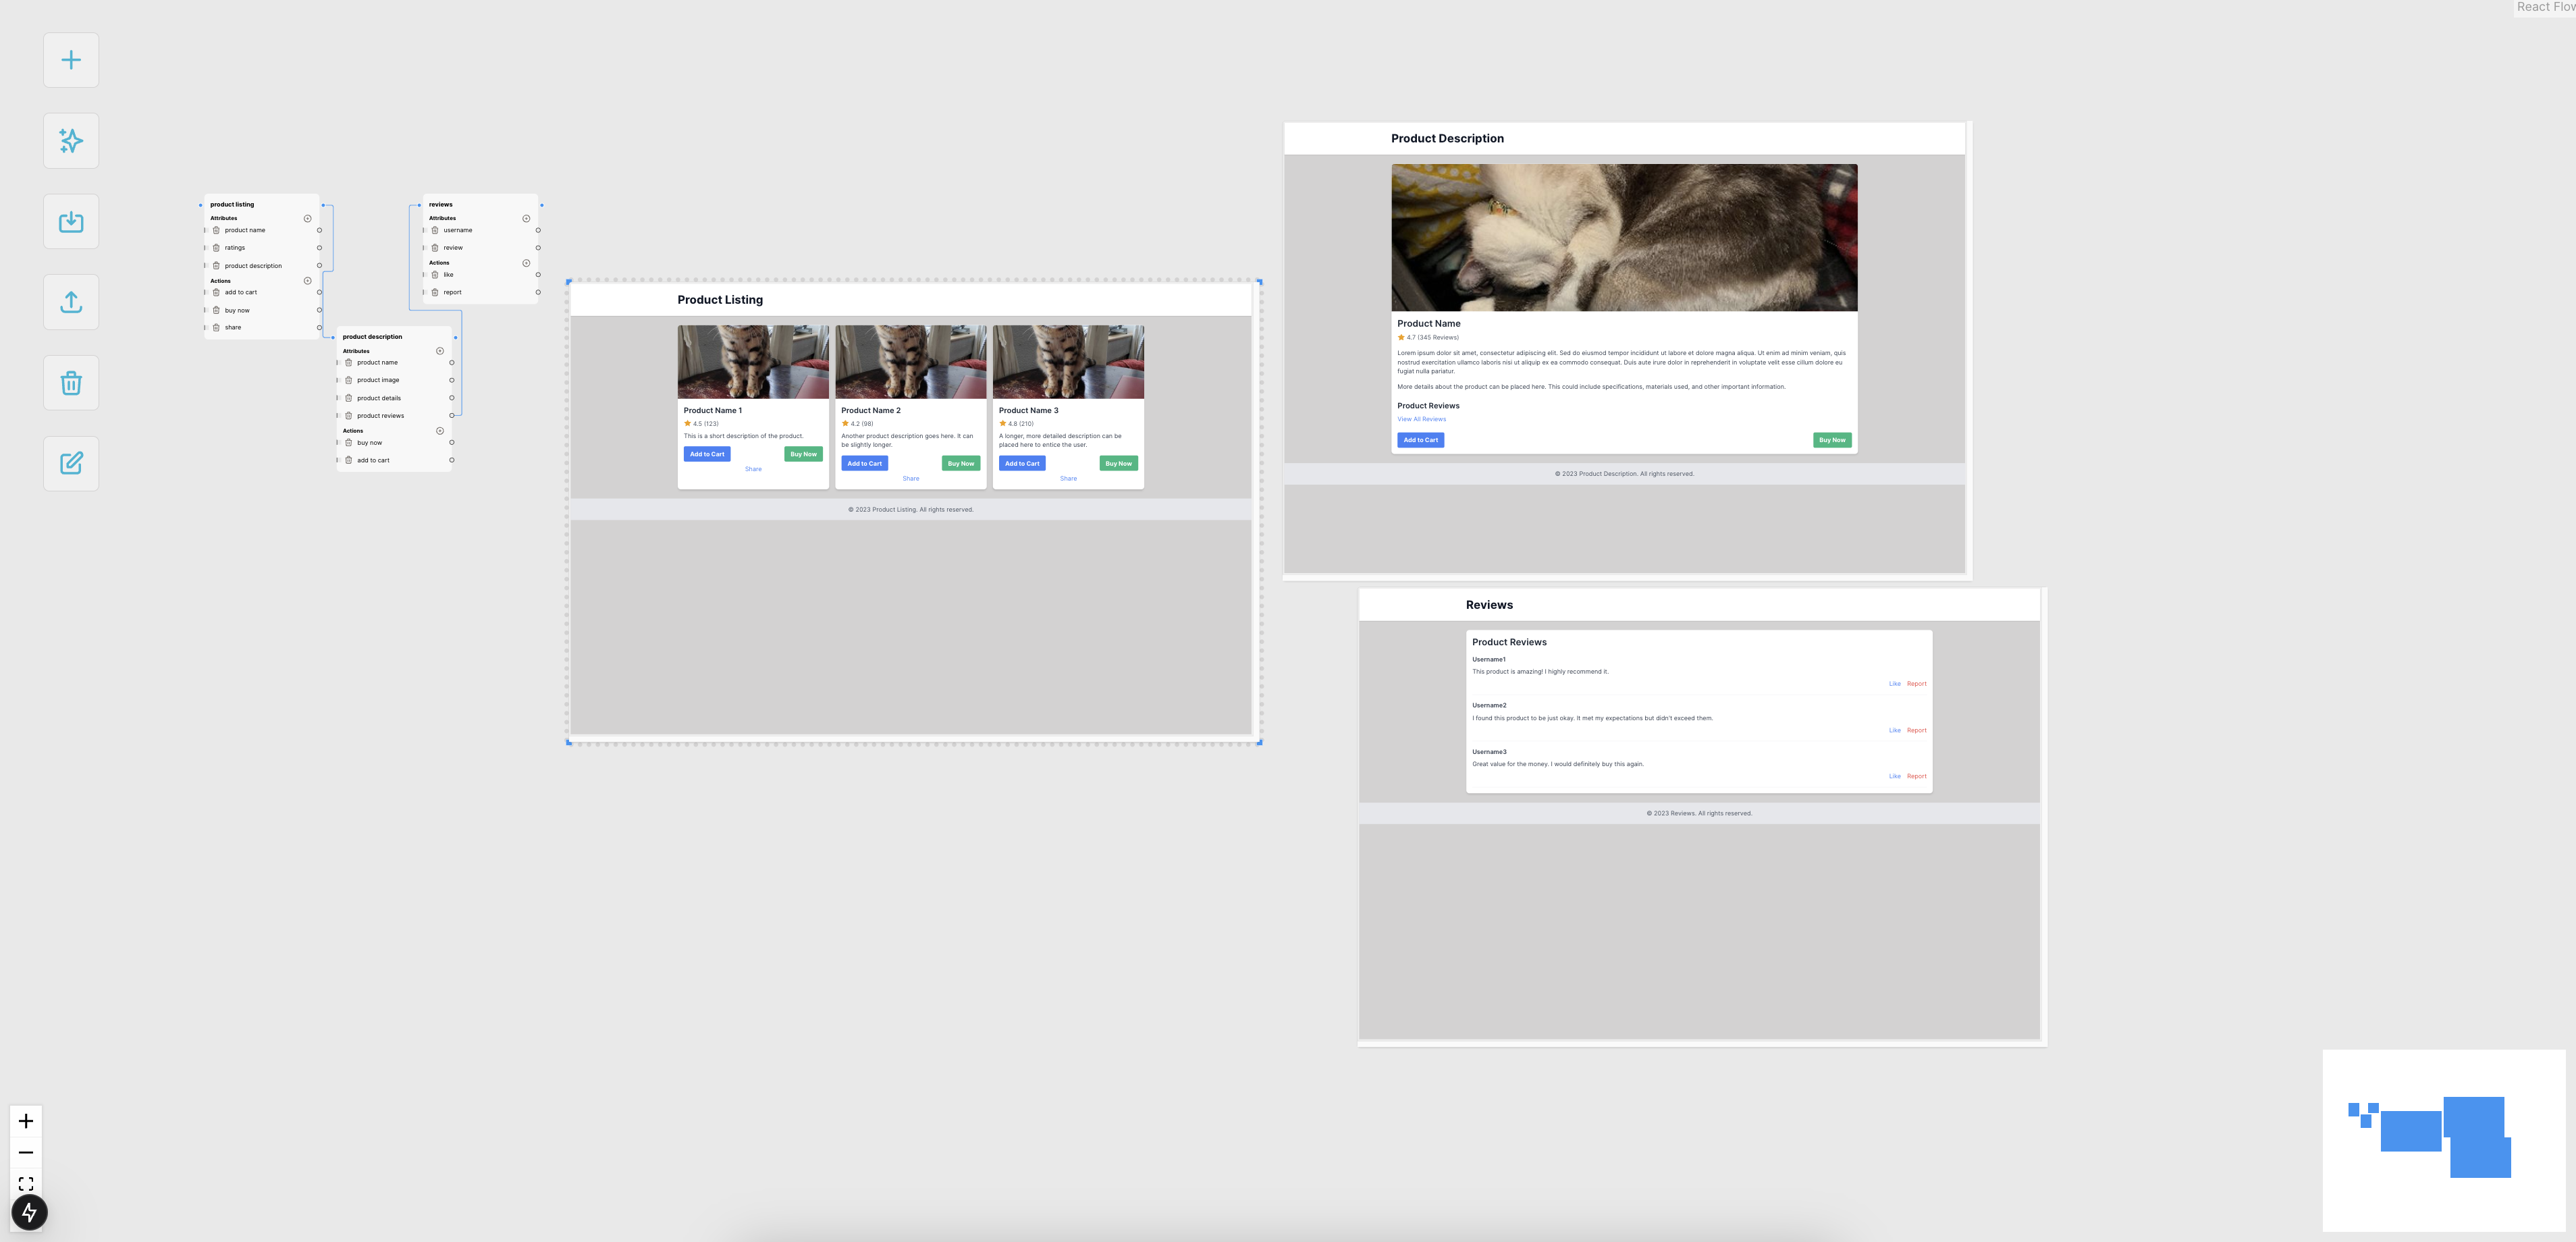 React Flow
product listing
Attributes
product name
ratings
product description
Actions
add to cart
buy now
share
reviews
Attributes
username
review
Actions
like
report
product description
Attributes
product name
product image
product details
product reviews
Actions
buy now
add to cart
Product Listing
Product Name 1
4.5 (123)
This is a short description of the product.
Add to Cart
Buy Now
Share
Product Name 2
4.2 (98)
Another product description goes here. It can
be slightly longer.
Add to Cart
Buy Now
Share
Product Name 3
4.8 (210)
A longer, more detailed description can be
placed here to entice the user.
Add to Cart
Buy Now
Share
© 2023 Product Listing. All rights reserved.
Product Description
Product Name
4.7 (345 Reviews)
Lorem ipsum dolor sit amet, consectetur adipiscing elit. Sed do eiusmod tempor incididunt ut labore et dolore magna aliqua. Ut enim ad minim veniam, quis
nostrud exercitation ullamco laboris nisi ut aliquip ex ea commodo consequat. Duis aute irure dolor in reprehenderit in voluptate velit esse cillum dolore eu
fugiat nulla pariatur.
More details about the product can be placed here. This could include specifications, materials used, and other important information.
Product Reviews
View All Reviews
Add to Cart
Buy Now
© 2023 Product Description. All rights reserved.
Reviews
Product Reviews
Username1
This product is amazing! I highly recommend it.
Like Report
Username2
I found this product to be just okay. It met my expectations but didn't exceed them.
Like Report
Username3
Great value for the money. I would definitely buy this again.
Like Report
© 2023 Reviews. All rights reserved.